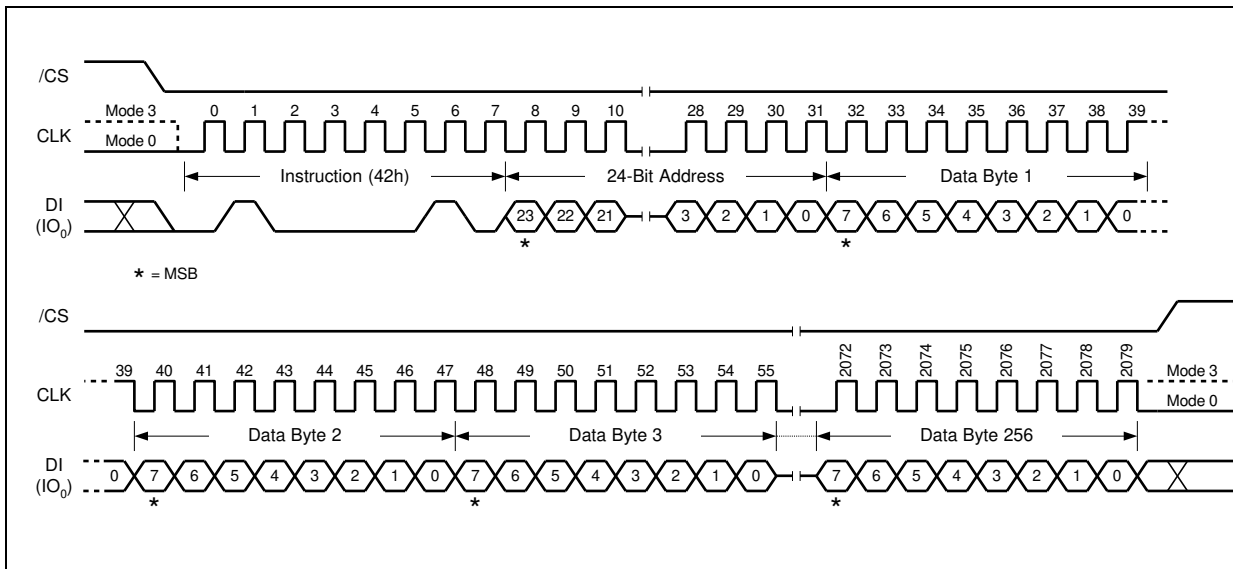 /CS
Mode 3
0 1 2 3 4 5 6 7 8 9 10 28 29 30 31 32 33 34 35 36 37 38 39
CLK
Mode 0
Instruction (42h) 24-Bit Address Data Byte 1
DI
(IO0)
23 22 21 3 2 1 0 7 6 5 4 3 2 1 0
* *
* = MSB
/CS
39 40 41 42 43 44 45 46 47 48 49 50 51 52 53 54 55 2072 2073 2074 2075 2076 2077 2078 2079
Mode 3
CLK
Mode 0
Data Byte 2 Data Byte 3 Data Byte 256
DI
(IO0)
0 7 6 5 4 3 2 1 0 7 6 5 4 3 2 1 0 7 6 5 4 3 2 1 0
* * *